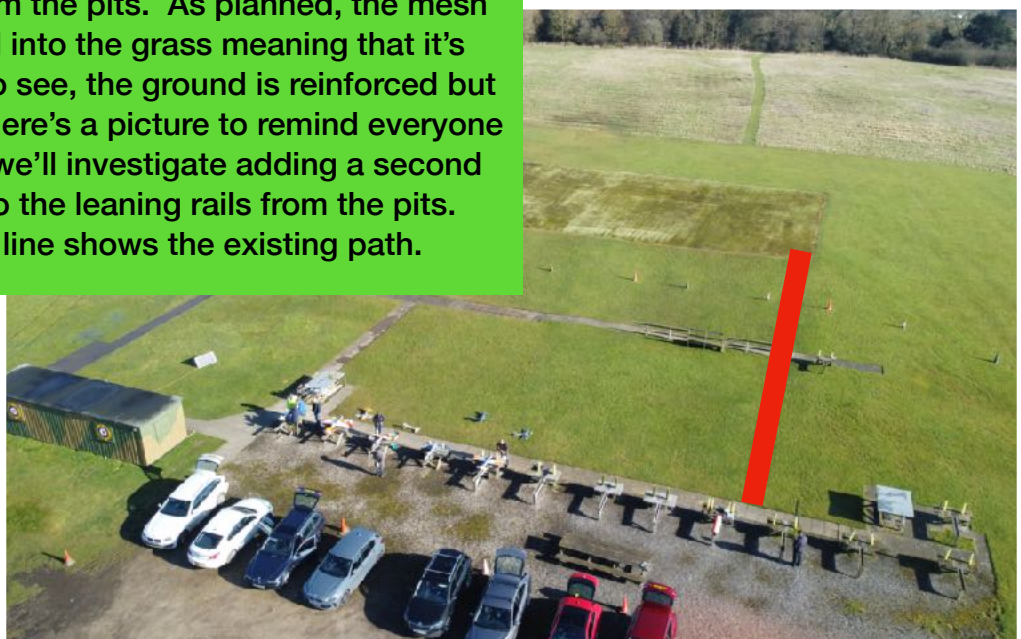 m the pits.  As planned, the mesh
into the grass meaning that it's
see, the ground is reinforced but
ere's a picture to remind everyone
we'll investigate adding a second
the leaning rails from the pits.
line shows the existing path.